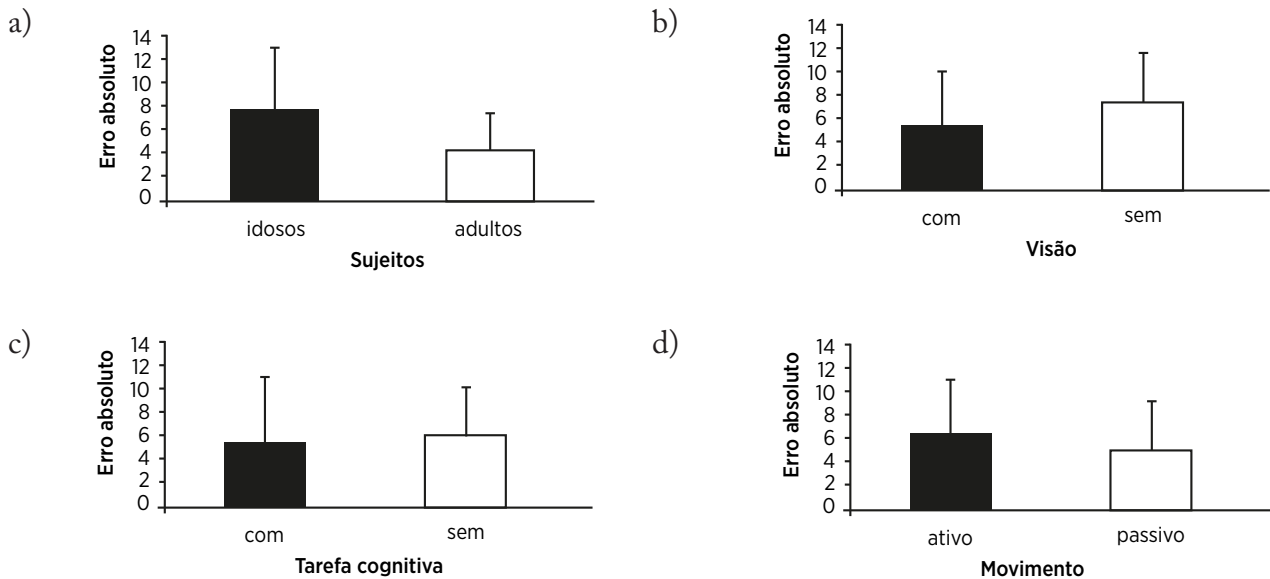 a)
Erro absoluto
14
12
10
8
6
4
2
0
idosos adultos
Sujeitos
b)
Erro absoluto
14
12
10
8
6
4
2
0
com sem
Visão
c)
Erro absoluto
14
12
10
8
6
4
2
0
com sem
Tarefa cognitiva
d)
Erro absoluto
14
12
10
8
6
4
2
0
ativo passivo
Movimento